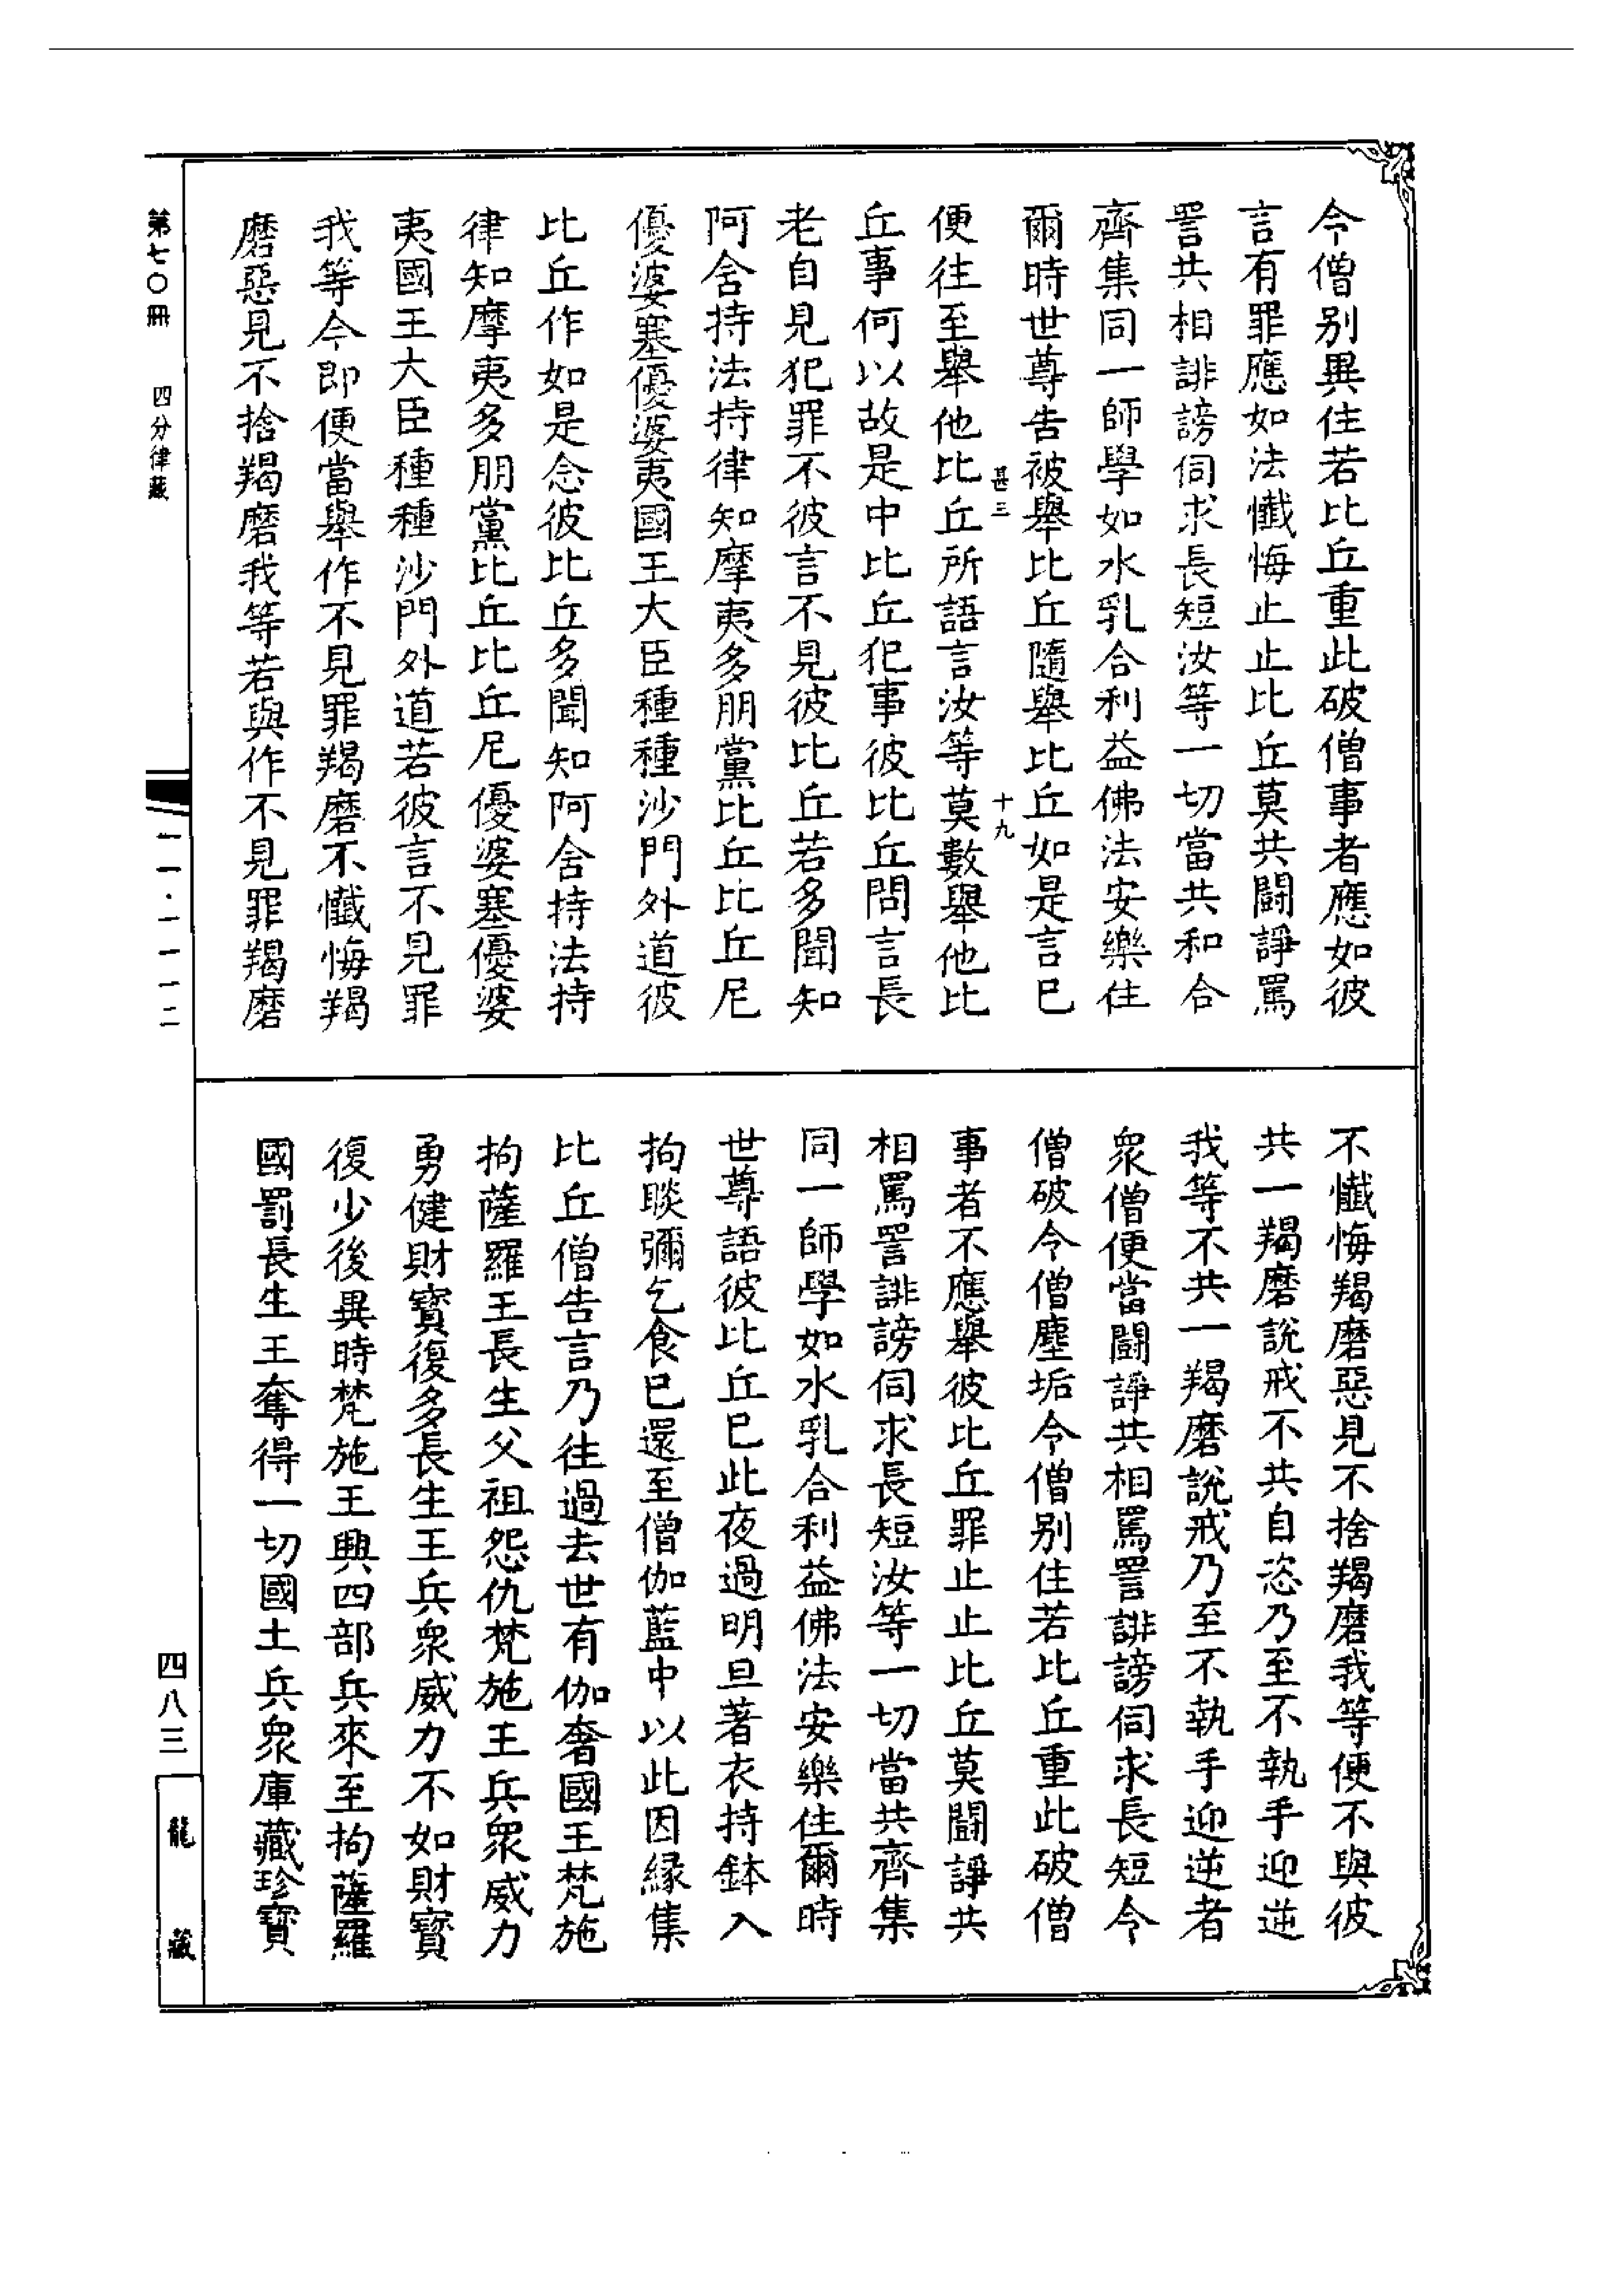 今僧别異住若比丘重此破僧事者應如彼
言有罪應如法懺悔止止比丘莫共鬪諍罵
詈共相誹謗伺求長短汝等一切當共和合
齊集同一師學如水乳合利益佛法安樂住
爾時世尊告被舉比丘隨舉比丘如是言已
甚三
十九
便往至舉他比丘所語言汝等莫數舉他比
丘事何以故是中比丘犯事彼比丘問言長
老自見犯罪不彼言不見彼比丘若多聞知
阿含持法持律知摩夷多朋黨比丘比丘尼
優婆塞優婆夷國王大臣種種沙門外道彼
比丘作如是念彼比丘多聞知阿含持法持
律知摩夷多朋黨比丘比丘尼優婆塞優婆
夷國王大臣種種沙門外道若彼言不見罪
我等今即便當舉作不見罪羯磨不懺悔羯
磨惡見不捨羯磨我等若與作不見罪羯磨
不懺悔羯磨惡見不捨羯磨我等便不與彼
共一羯磨說戒不共自恣乃至不執手迎逆
我等不共一羯磨說戒乃至不執手迎逆者
衆僧便當鬪諍共相罵詈誹謗伺求長短令
僧破令僧塵垢令僧别住若比丘重此破僧
事者不應舉彼比丘罪止止比丘莫鬪諍共
相罵詈誹謗伺求長短汝等一切當共齊集
同一師學如水乳合利益佛法安樂住爾時
世尊語彼比丘已此夜過明旦著衣持鉢入
拘睒彌乞食已還至僧伽藍中以此因緣集
比丘僧告言乃往過去世有伽奢國王梵施
拘薩羅王長生父祖怨仇梵施王兵衆威力
勇健財寶復多長生王兵衆威力不如財寶
復少後異時梵施王興四部兵來至拘薩羅
國罰長生王奪得一切國土兵衆庫藏珍寶
第七〇冊
四分律藏
一一·一一一二
四八三
龍藏